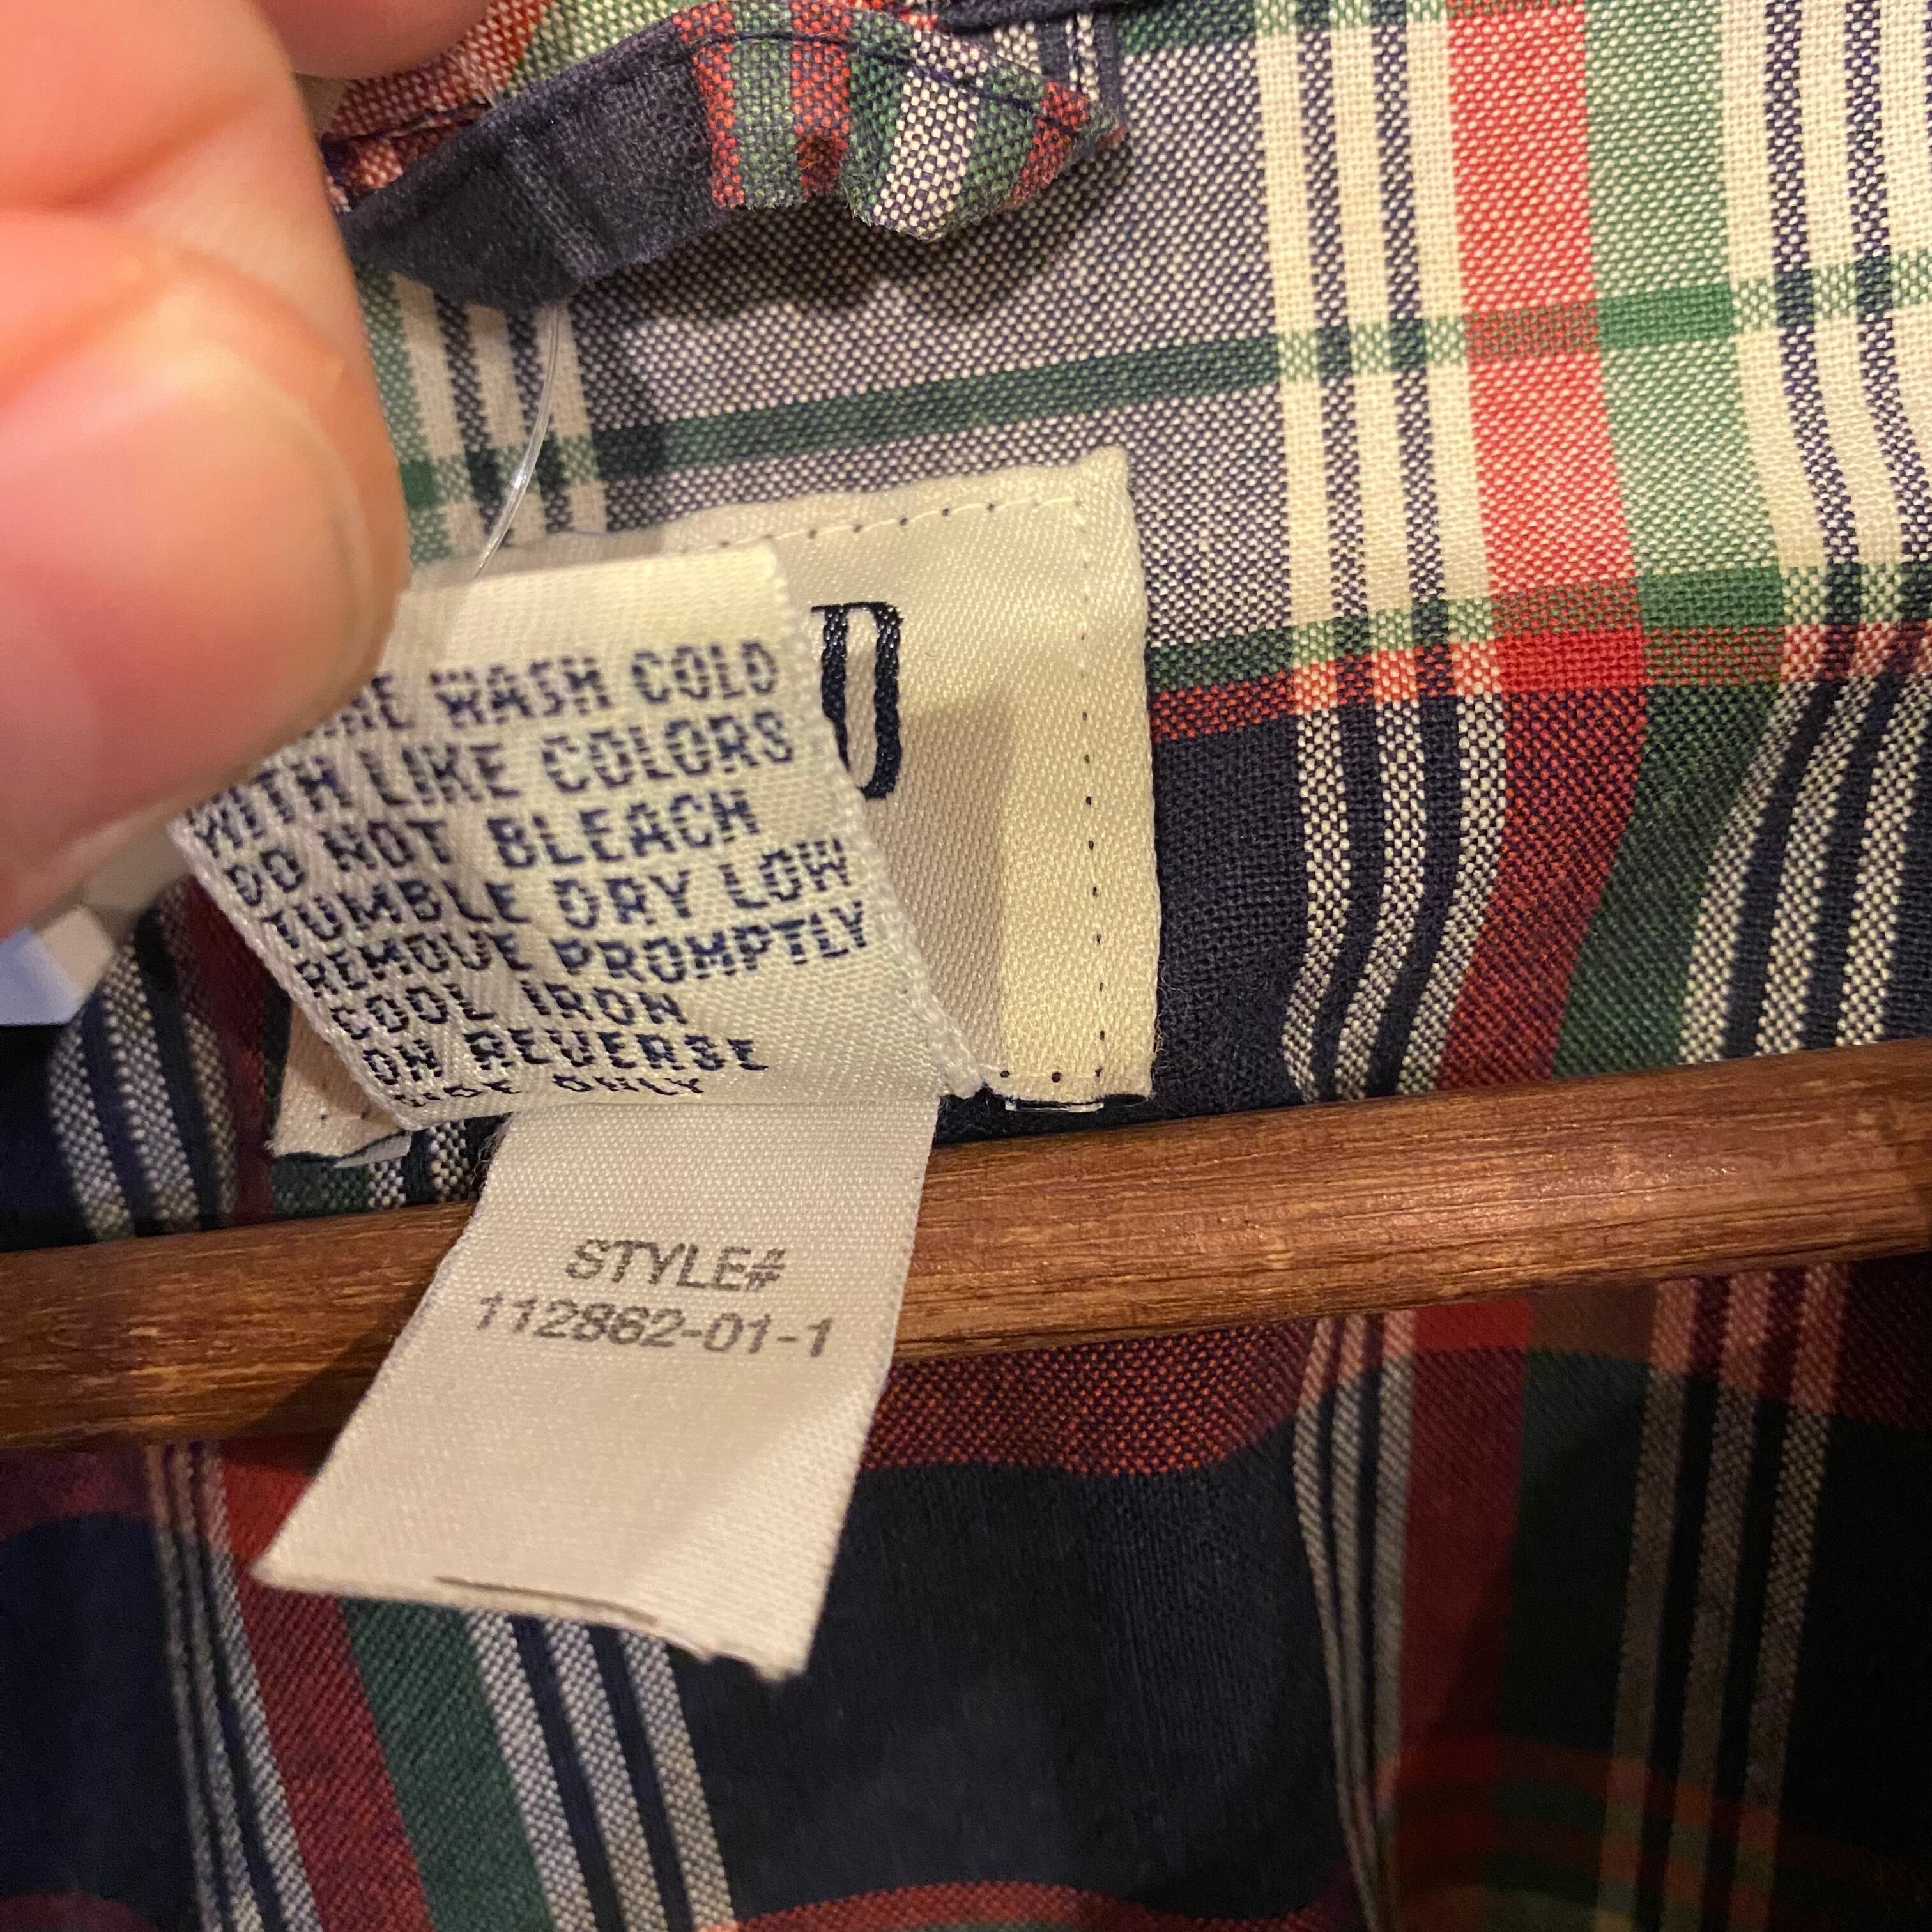 WASH COLD
WITH LIKE COLORS
DO NOT BLEACH
TUMBLE DRY LOW
REMOVE PROMPTLY
COOL IRON
ON REVERSE
ONLY
D
STYLE#
112862-01-1